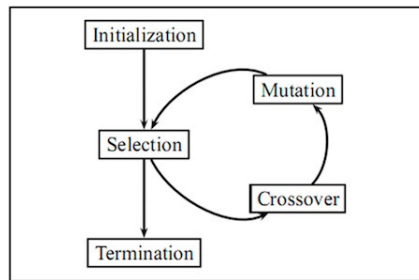 Initialization
Mutation
Selection
Crossover
Termination